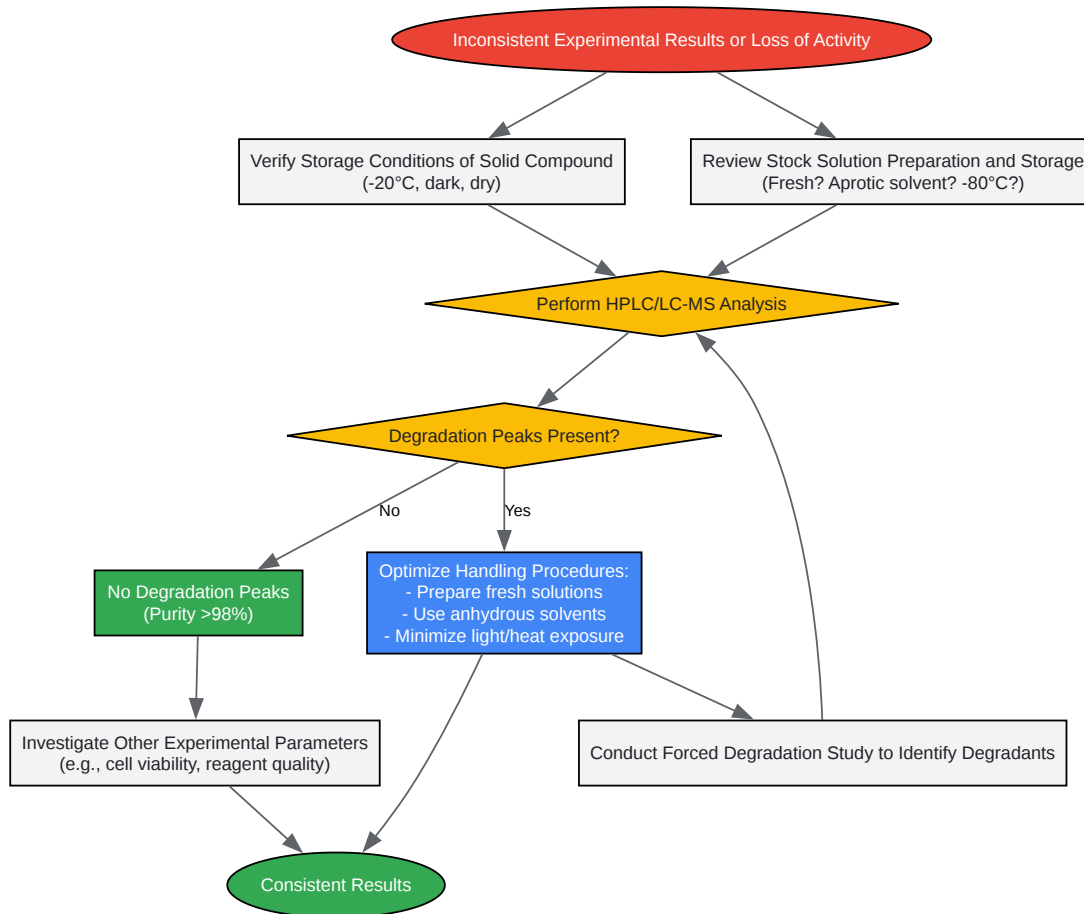 Inconsistent Experimental Results or Loss of Activity
Verify Storage Conditions of Solid Compound
(-20°C, dark, dry)
Review Stock Solution Preparation and Storage
(Fresh? Aprotic solvent? -80°C?)
Perform HPLC/LC-MS Analysis
Degradation Peaks Present?
No
Yes
No Degradation Peaks
(Purity >98%)
Optimize Handling Procedures:
- Prepare fresh solutions
- Use anhydrous solvents
- Minimize light/heat exposure
Investigate Other Experimental Parameters
(e.g., cell viability, reagent quality)
Conduct Forced Degradation Study to Identify Degradants
Consistent Results